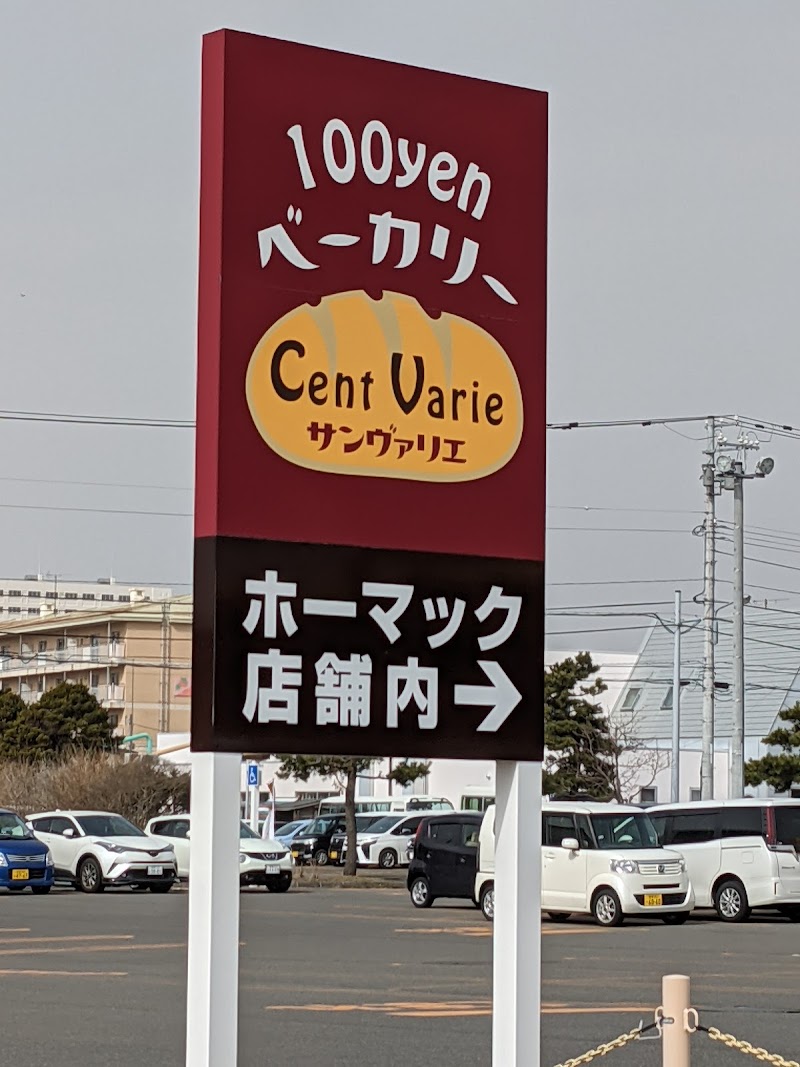 100yen
ベーカリー
Cent Varie
サンヴァリエ
ホーマック
店舗内→